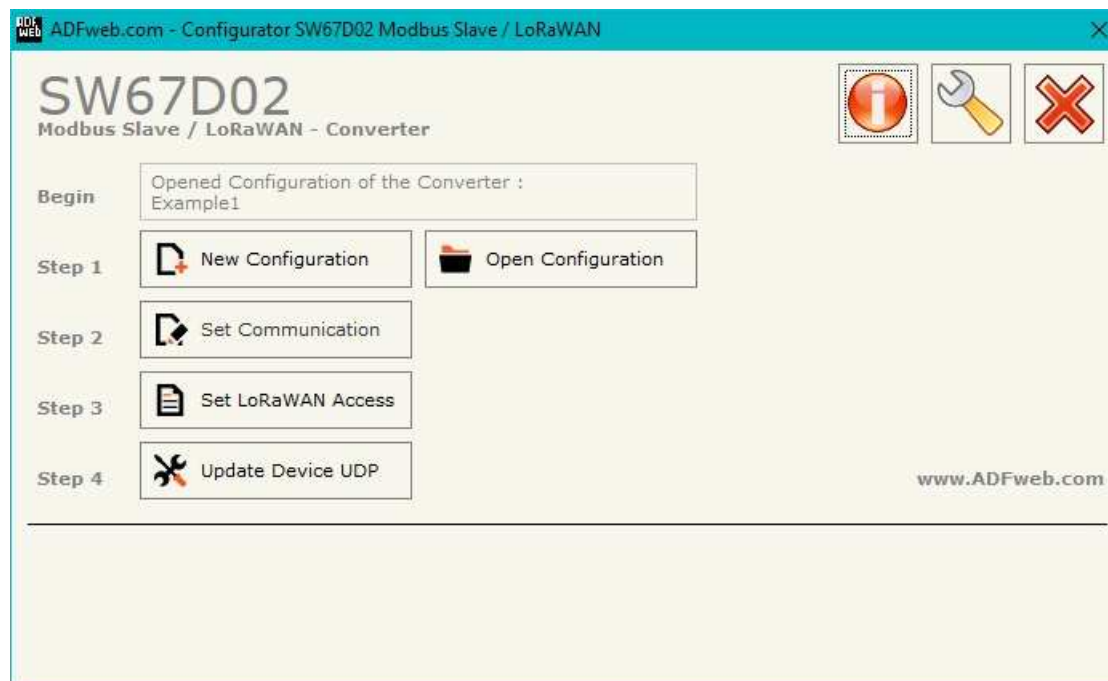 ADF
WEB
ADFweb.com - Configurator SW67D02 Modbus Slave / LoRaWAN
SW67D02
Modbus Slave / LoRaWAN - Converter
Begin
Opened Configuration of the Converter :
Example1
Step 1
New Configuration
Open Configuration
Step 2
Set Communication
Step 3
Set LoRaWAN Access
Step 4
Update Device UDP
www.ADFweb.com